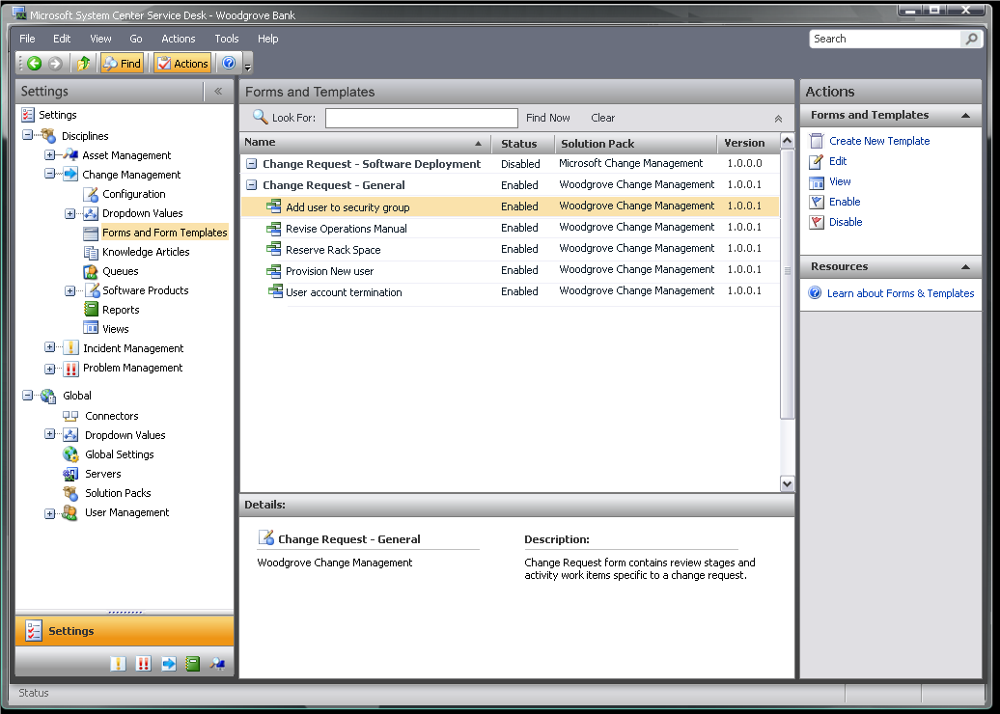 Microsoft System Center Service Desk - Woodgrove Bank
File Edit View Go Actions Tools Help
Search
Find Actions
Settings
Settings
Disciplines
Asset Management
Change Management
Configuration
Dropdown Values
Forms and Form Templates
Knowledge Articles
Queues
Software Products
Reports
Views
Incident Management
Problem Management
Global
Connectors
Dropdown Values
Global Settings
Servers
Solution Packs
User Management
Settings
Forms and Templates
Look For: Find Now Clear
Name Status Solution Pack Version
Change Request - Software Deployment Disabled Microsoft Change Management 1.0.0.0
Change Request - General Enabled Woodgrove Change Management 1.0.0.1
Add user to security group Enabled Woodgrove Change Management 1.0.0.1
Revise Operations Manual Enabled Woodgrove Change Management 1.0.0.1
Reserve Rack Space Enabled Woodgrove Change Management 1.0.0.1
Provision New user Enabled Woodgrove Change Management 1.0.0.1
User account termination Enabled Woodgrove Change Management 1.0.0.1
Details:
Change Request - General
Woodgrove Change Management
Description:
Change Request form contains review stages and
activity work items specific to a change request.
Actions
Forms and Templates
Create New Template
Edit
View
Enable
Disable
Resources
Learn about Forms & Templates
Status